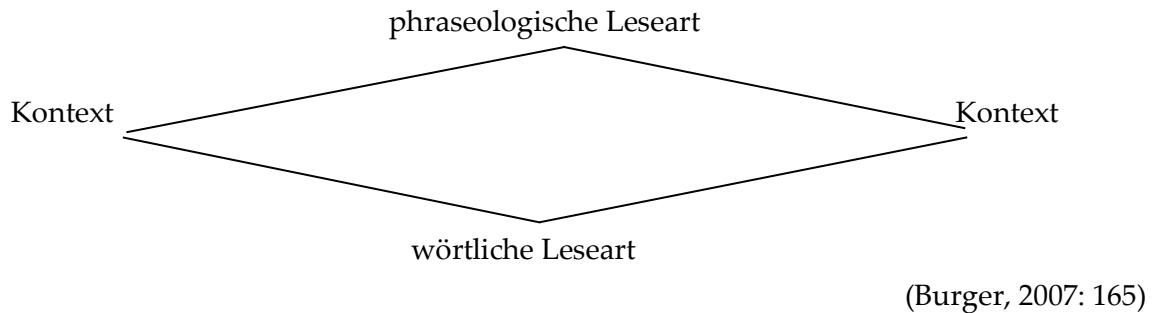 phraseologische Leseart
Kontext Kontext
wörtliche Leseart
(Burger, 2007: 165)